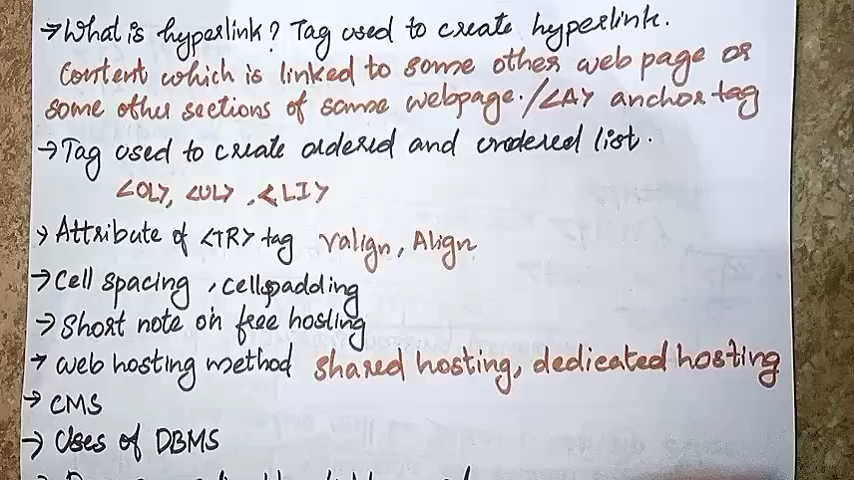 →What is hyperlink? Tag used to create hyperlink.
Content which is linked to some other web page or
some other sections of same webpage./<A> anchor tag
→Tag used to create ordered and unordered list.
<OL>, <UL>, <LI>
→Attribute of <TR> tag valign, Align
→Cell spacing, cellpadding
→Short note on free hosting
→web hosting method shared hosting, dedicated hosting
→CMS
→Uses of DBMS